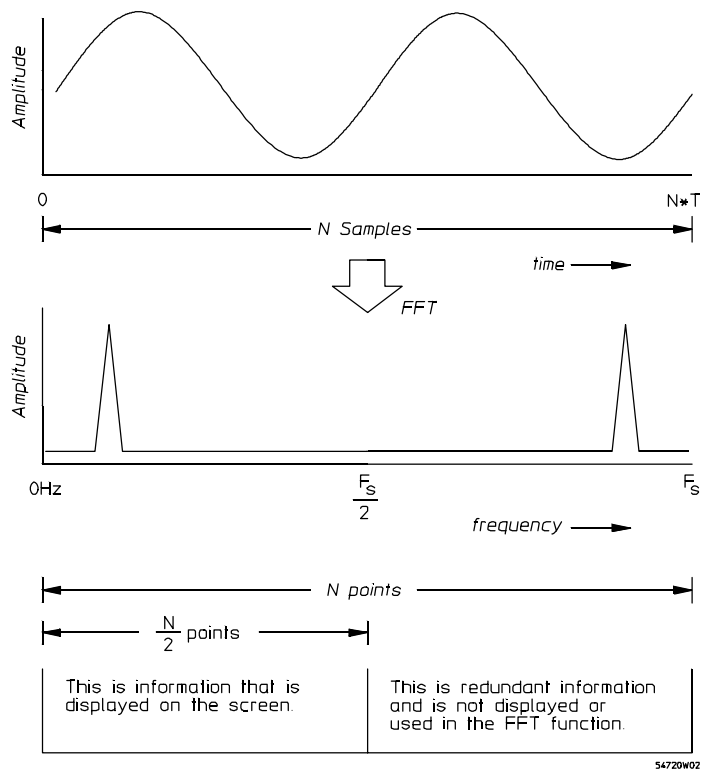 Amplitude
0
N*T
N Samples
time
FFT
Amplitude
0Hz
Fs
2
Fs
frequency
N points
N
2 points
This is information that is
displayed on the screen.
This is redundant information
and is not displayed or
used in the FFT function.
54720W02